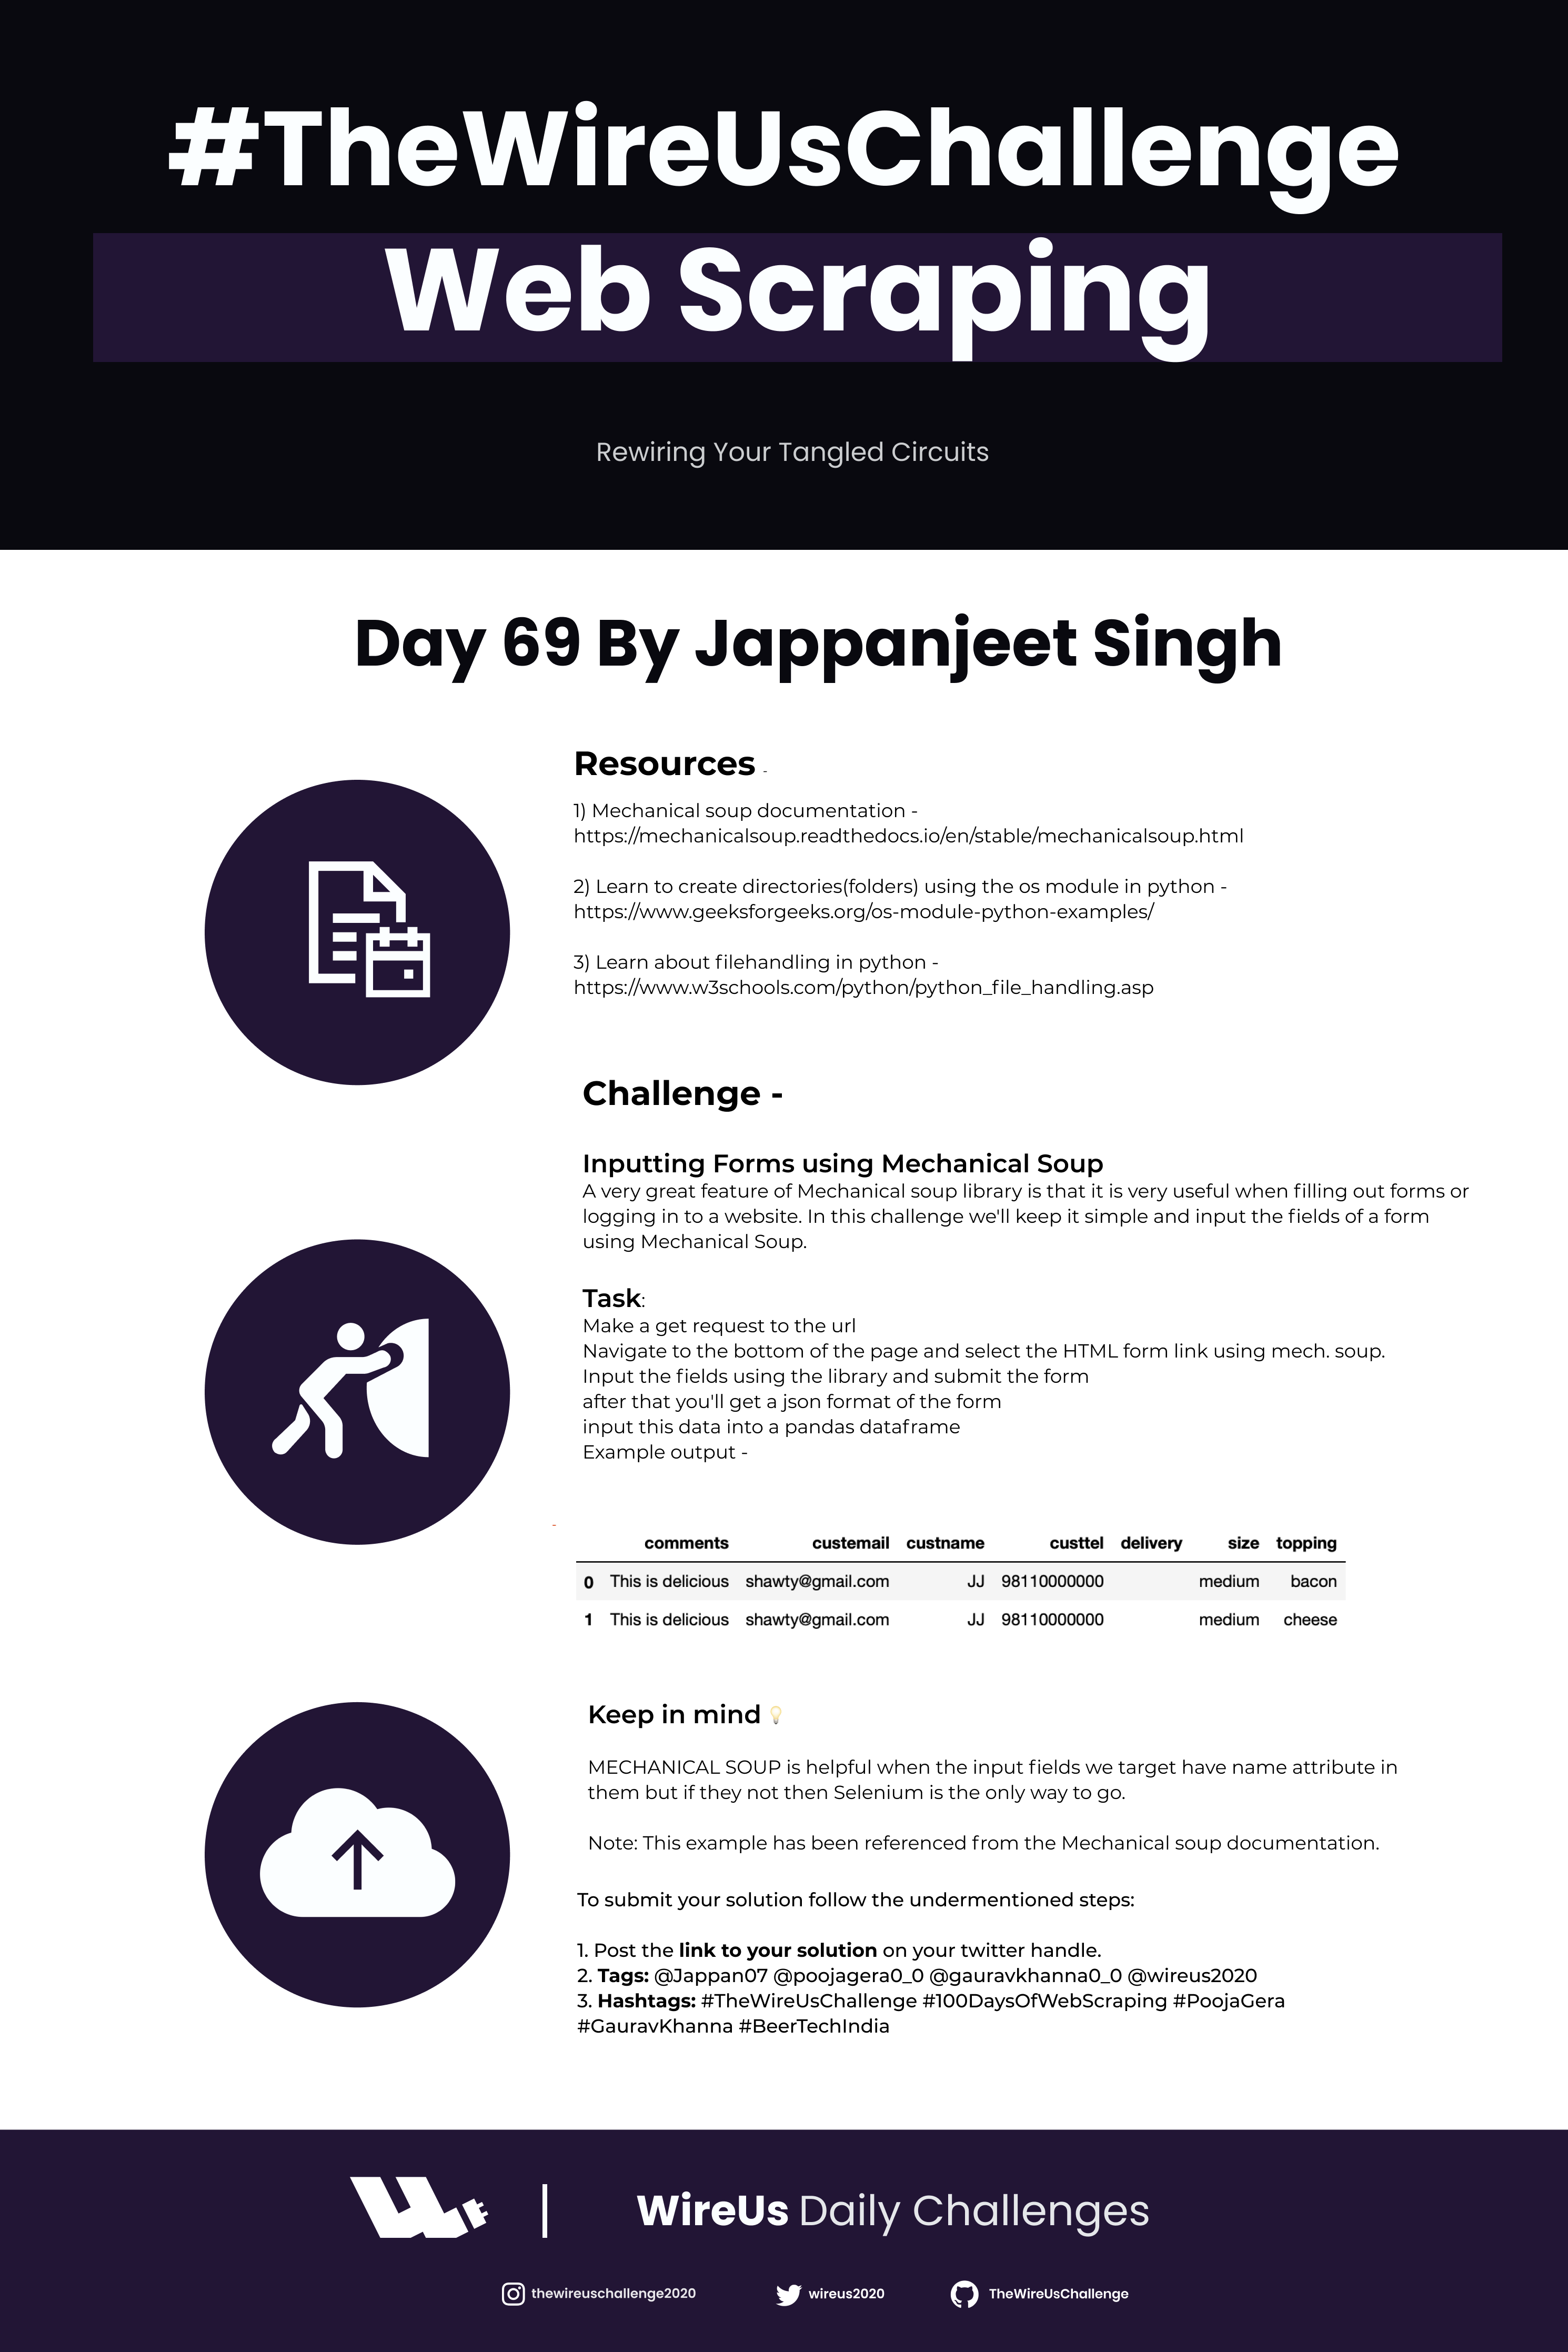 #TheWireUsChallenge
Web Scraping
Rewiring Your Tangled Circuits
Day 69 By Jappanjeet Singh
Resources -
1) Mechanical soup documentation -
https://mechanicalsoup.readthedocs.io/en/stable/mechanicalsoup.html
2) Learn to create directories(folders) using the os module in python -
https://www.geeksforgeeks.org/os-module-python-examples/
3) Learn about filehandling in python -
https://www.w3schools.com/python/python_file_handling.asp
Challenge -
Inputting Forms using Mechanical Soup
A very great feature of Mechanical soup library is that it is very useful when filling out forms or
logging in to a website. In this challenge we'll keep it simple and input the fields of a form
using Mechanical Soup.
Task:
Make a get request to the url
Navigate to the bottom of the page and select the HTML form link using mech. soup.
Input the fields using the library and submit the form
after that you'll get a json format of the form
input this data into a pandas dataframe
Example output -
-
comments custemail custname custtel delivery size topping
0 This is delicious shawty@gmail.com JJ 98110000000 medium bacon
1 This is delicious shawty@gmail.com JJ 98110000000 medium cheese
Keep in mind 💡
MECHANICAL SOUP is helpful when the input fields we target have name attribute in
them but if they not then Selenium is the only way to go.
Note: This example has been referenced from the Mechanical soup documentation.
To submit your solution follow the undermentioned steps:
1. Post the link to your solution on your twitter handle.
2. Tags: @Jappan07 @poojagera0_0 @gauravkhanna0_0 @wireus2020
3. Hashtags: #TheWireUsChallenge #100DaysOfWebScraping #PoojaGera
#GauravKhanna #BeerTechIndia
WireUs Daily Challenges
thewireuschallenge2020 wireus2020 TheWireUsChallenge